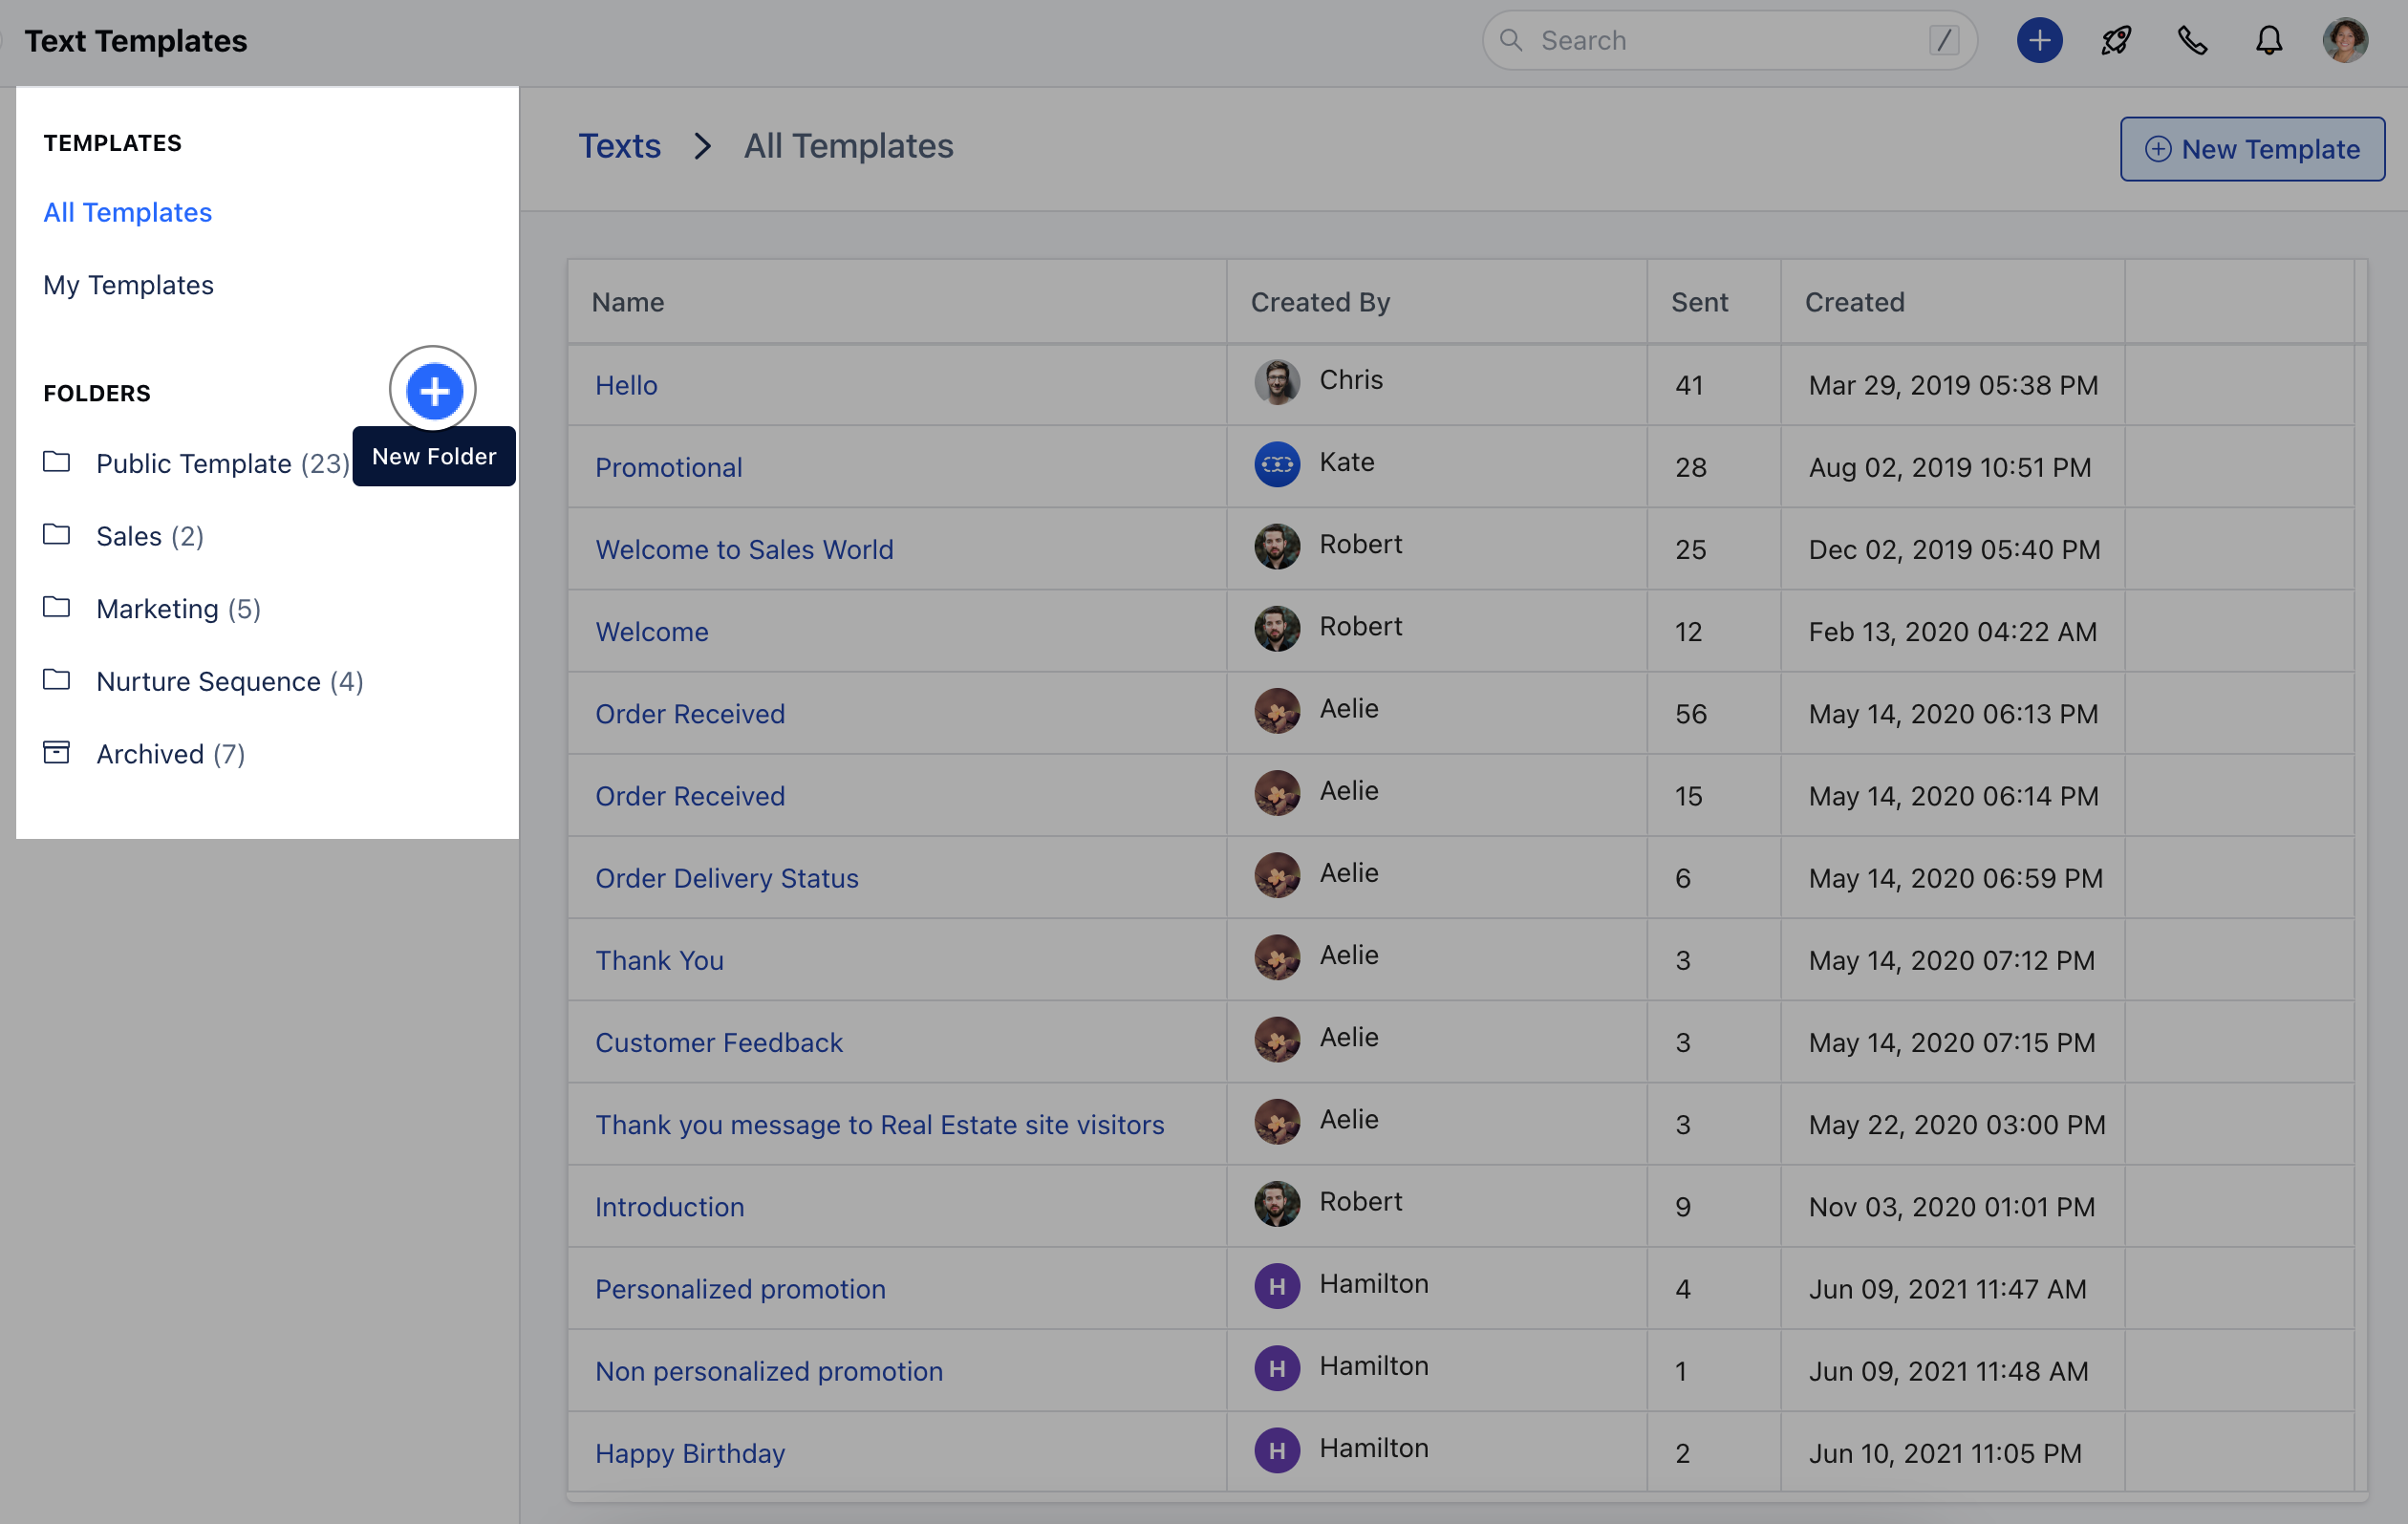 Text Templates
Search /
TEMPLATES
All Templates
My Templates
FOLDERS
New Folder
Public Template (23)
Sales (2)
Marketing (5)
Nurture Sequence (4)
Archived (7)
Texts > All Templates
New Template
Name Created By Sent Created
Hello Chris 41 Mar 29, 2019 05:38 PM
Promotional Kate 28 Aug 02, 2019 10:51 PM
Welcome to Sales World Robert 25 Dec 02, 2019 05:40 PM
Welcome Robert 12 Feb 13, 2020 04:22 AM
Order Received Aelie 56 May 14, 2020 06:13 PM
Order Received Aelie 15 May 14, 2020 06:14 PM
Order Delivery Status Aelie 6 May 14, 2020 06:59 PM
Thank You Aelie 3 May 14, 2020 07:12 PM
Customer Feedback Aelie 3 May 14, 2020 07:15 PM
Thank you message to Real Estate site visitors Aelie 3 May 22, 2020 03:00 PM
Introduction Robert 9 Nov 03, 2020 01:01 PM
Personalized promotion H Hamilton 4 Jun 09, 2021 11:47 AM
Non personalized promotion H Hamilton 1 Jun 09, 2021 11:48 AM
Happy Birthday H Hamilton 2 Jun 10, 2021 11:05 PM